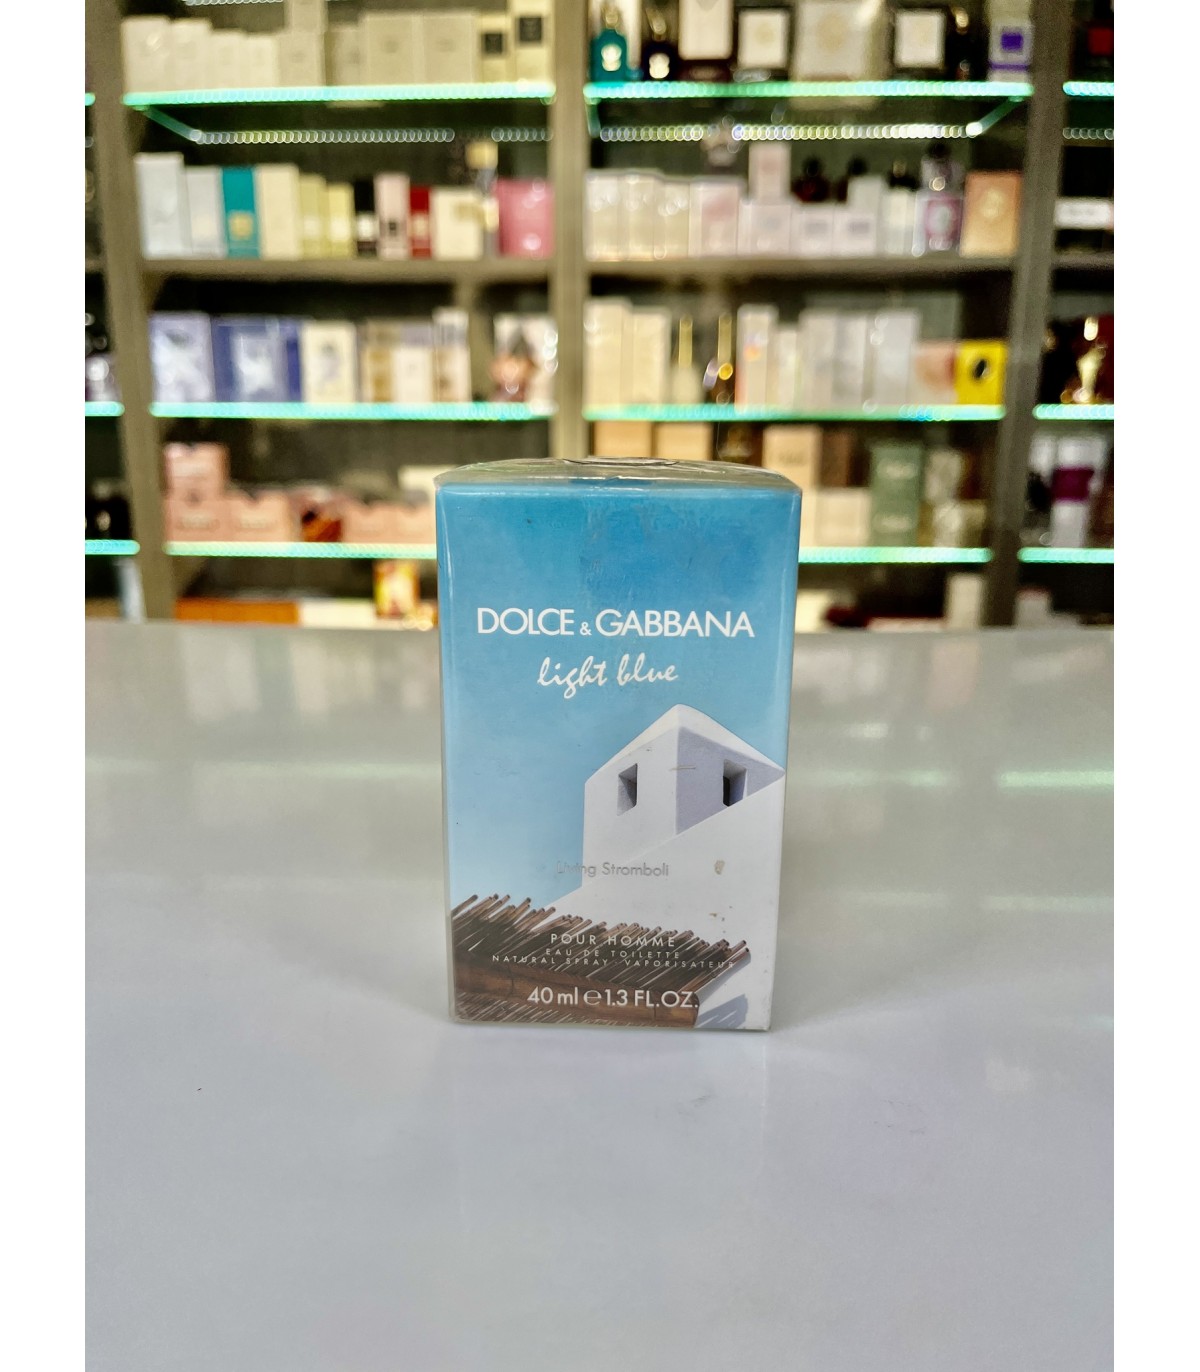 DOLCE & GABBANA
light blue
Living Stromboli
POUR HOMME
EAU DE TOILETTE
NATURAL SPRAY VAPORISATEUR
40 ml ℮ 1.3 FL.OZ.